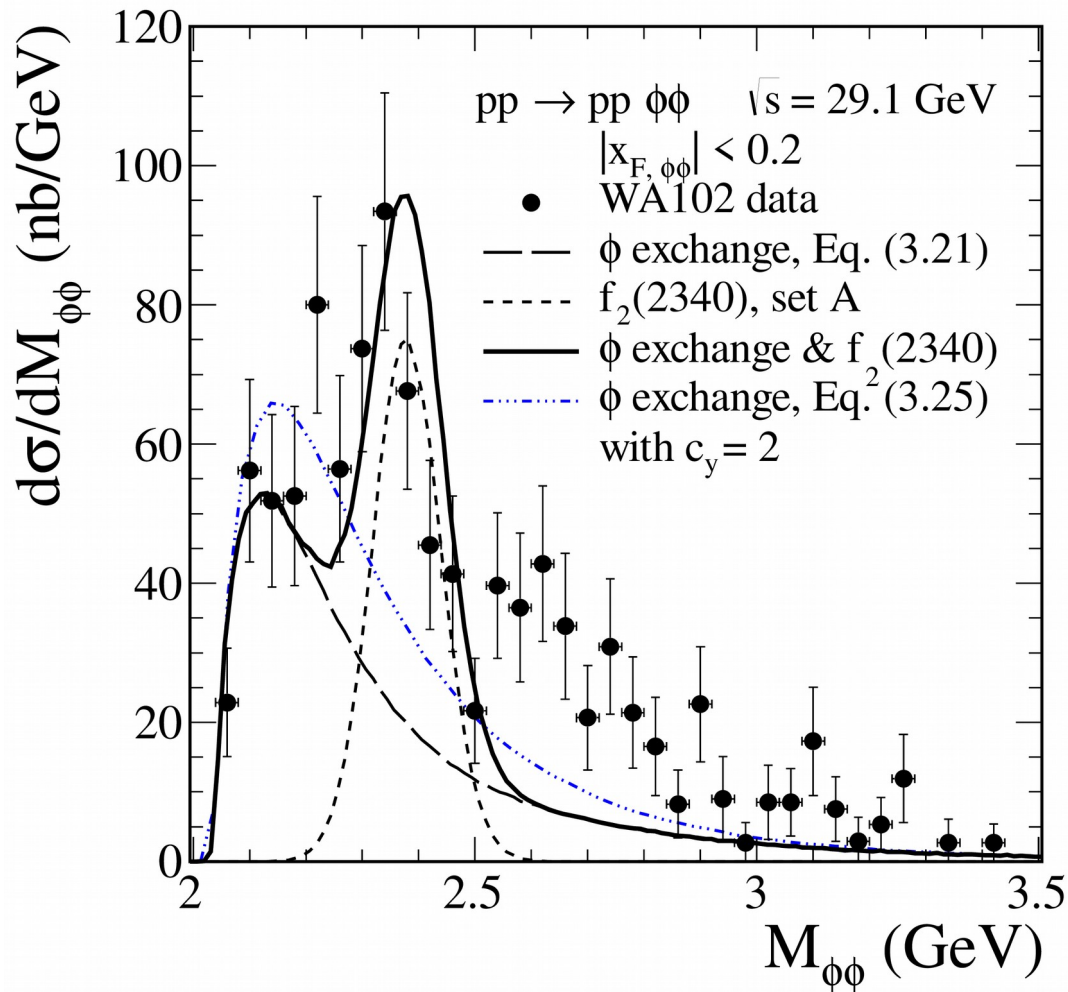 dσ/dM_ϕϕ (nb/GeV)
120
100
80
60
40
20
0
pp → pp ϕϕ √s = 29.1 GeV
|x_F, ϕϕ| < 0.2
WA102 data
ϕ exchange, Eq. (3.21)
f_2(2340), set A
ϕ exchange & f_2(2340)
ϕ exchange, Eq. (3.25)
with c_y = 2
2 2.5 3 3.5
M_ϕϕ (GeV)